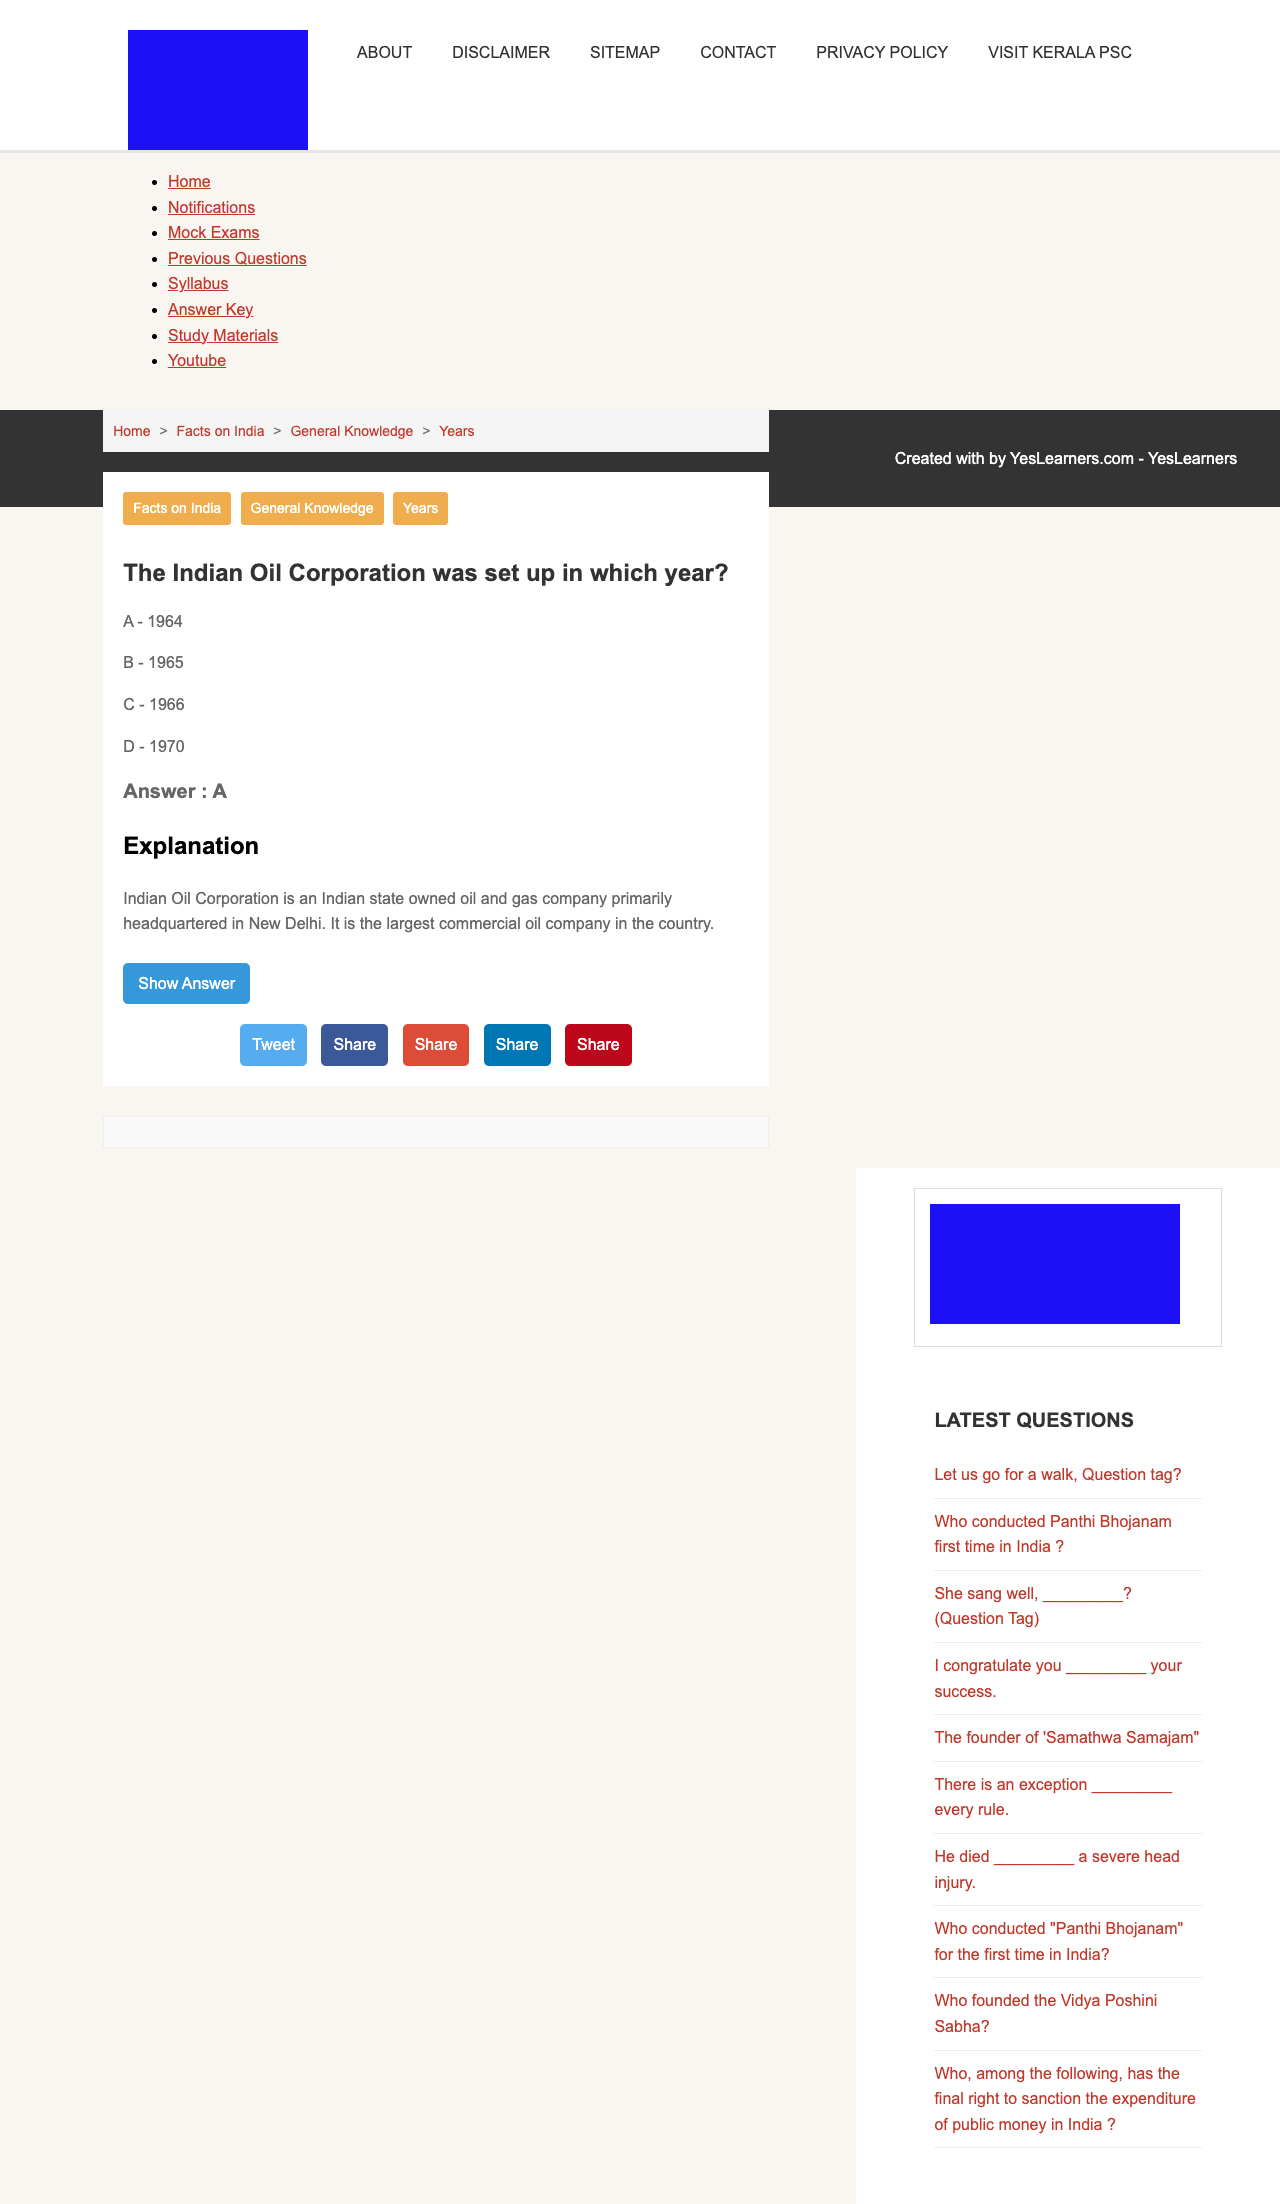 ABOUT DISCLAIMER SITEMAP CONTACT PRIVACY POLICY VISIT KERALA PSC
Home
Notifications
Mock Exams
Previous Questions
Syllabus
Answer Key
Study Materials
Youtube
Home > Facts on India > General Knowledge > Years
Created with by YesLearners.com - YesLearners
Facts on India General Knowledge Years
The Indian Oil Corporation was set up in which year?
A - 1964
B - 1965
C - 1966
D - 1970
Answer : A
Explanation
Indian Oil Corporation is an Indian state owned oil and gas company primarily
headquartered in New Delhi. It is the largest commercial oil company in the country.
Show Answer
Tweet Share Share Share Share
LATEST QUESTIONS
Let us go for a walk, Question tag?
Who conducted Panthi Bhojanam
first time in India ?
She sang well, _________?
(Question Tag)
I congratulate you _________ your
success.
The founder of 'Samathwa Samajam"
There is an exception _________
every rule.
He died _________ a severe head
injury.
Who conducted "Panthi Bhojanam"
for the first time in India?
Who founded the Vidya Poshini
Sabha?
Who, among the following, has the
final right to sanction the expenditure
of public money in India ?